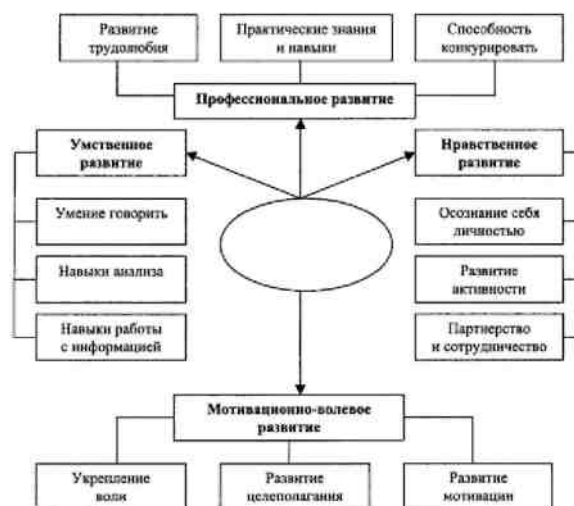 Развитие
трудолюбия
Практические знания
и навыки
Способность
конкурировать
Профессиональное развитие
Умственное
развитие
Нравственное
развитие
Умение говорить
Осознание себя
личностью
Навыки анализа
Развитие
активности
Навыки работы
с информацией
Партнерство
и сотрудничество
Мотивационно-волевое
развитие
Укрепление
воли
Развитие
целеполагания
Развитие
мотивации